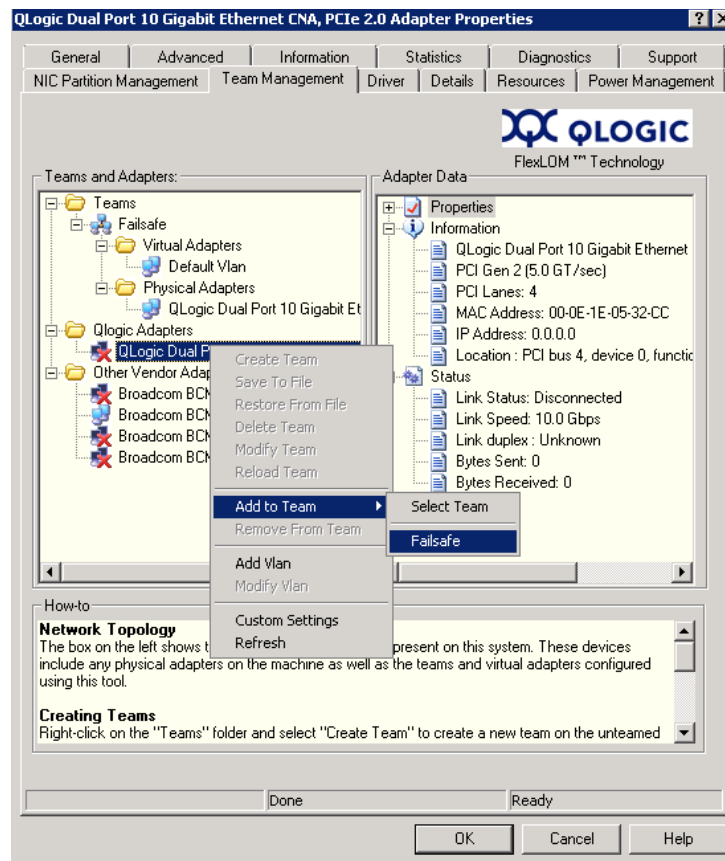 QLogic Dual Port 10 Gigabit Ethernet CNA, PCIe 2.0 Adapter Properties
General Advanced Information Statistics Diagnostics Support
NIC Partition Management Team Management Driver Details Resources Power Management
QLOGIC
FlexLOM ™ Technology
Teams and Adapters:
Teams
Failsafe
Virtual Adapters
Default Vlan
Physical Adapters
QLogic Dual Port 10 Gigabit Et
Qlogic Adapters
QLogic Dual P
Other Vendor Adap
Broadcom BCM
Broadcom BCM
Broadcom BCM
Broadcom BCM
Create Team
Save To File
Restore From File
Delete Team
Modify Team
Reload Team
Add to Team
Remove From Team
Add Vlan
Modify Vlan
Custom Settings
Refresh
Select Team
Failsafe
Adapter Data
Properties
Information
QLogic Dual Port 10 Gigabit Ethernet
PCI Gen 2 (5.0 GT/sec)
PCI Lanes: 4
MAC Address: 00-0E-1E-05-32-CC
IP Address: 0.0.0.0
Location : PCI bus 4, device 0, functic
Status
Link Status: Disconnected
Link Speed: 10.0 Gbps
Link duplex : Unknown
Bytes Sent: 0
Bytes Received: 0
How-to
Network Topology
The box on the left shows t present on this system. These devices
include any physical adapters on the machine as well as the teams and virtual adapters configured
using this tool.
Creating Teams
Right-click on the "Teams" folder and select "Create Team" to create a new team on the unteamed
Done Ready
OK Cancel Help